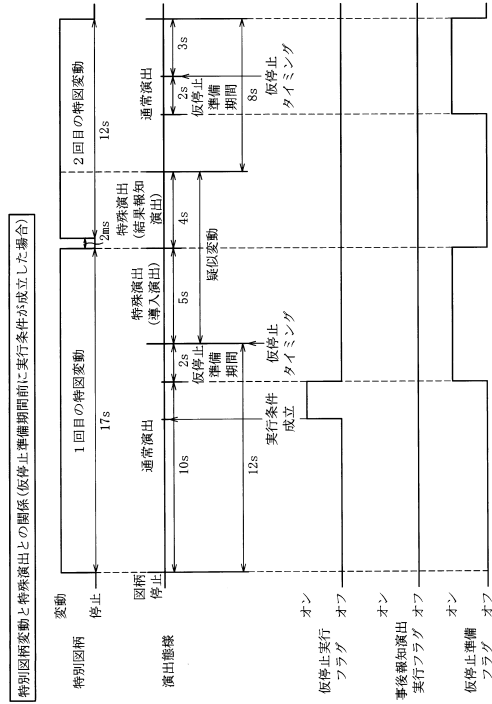 特別図柄変動と特殊演出との関係(仮停止準備期間前に実行条件が成立した場合)
特別図柄
変動
停止
1回目の特図変動
17s
2ms
2回目の特図変動
12s
演出態様
図柄
停止
通常演出
10s
2s
仮停止
準備
期間
12s
実行条件
成立
仮停止
タイミング
特殊演出
(導入演出)
5s
特殊演出
(結果報知
演出)
4s
疑似変動
通常演出
2s
3s
仮停止
準備
期間
8s
仮停止
タイミング
仮停止実行
フラグ
オン
オフ
事後報知演出
実行フラグ
オン
オフ
仮停止準備
フラグ
オン
オフ